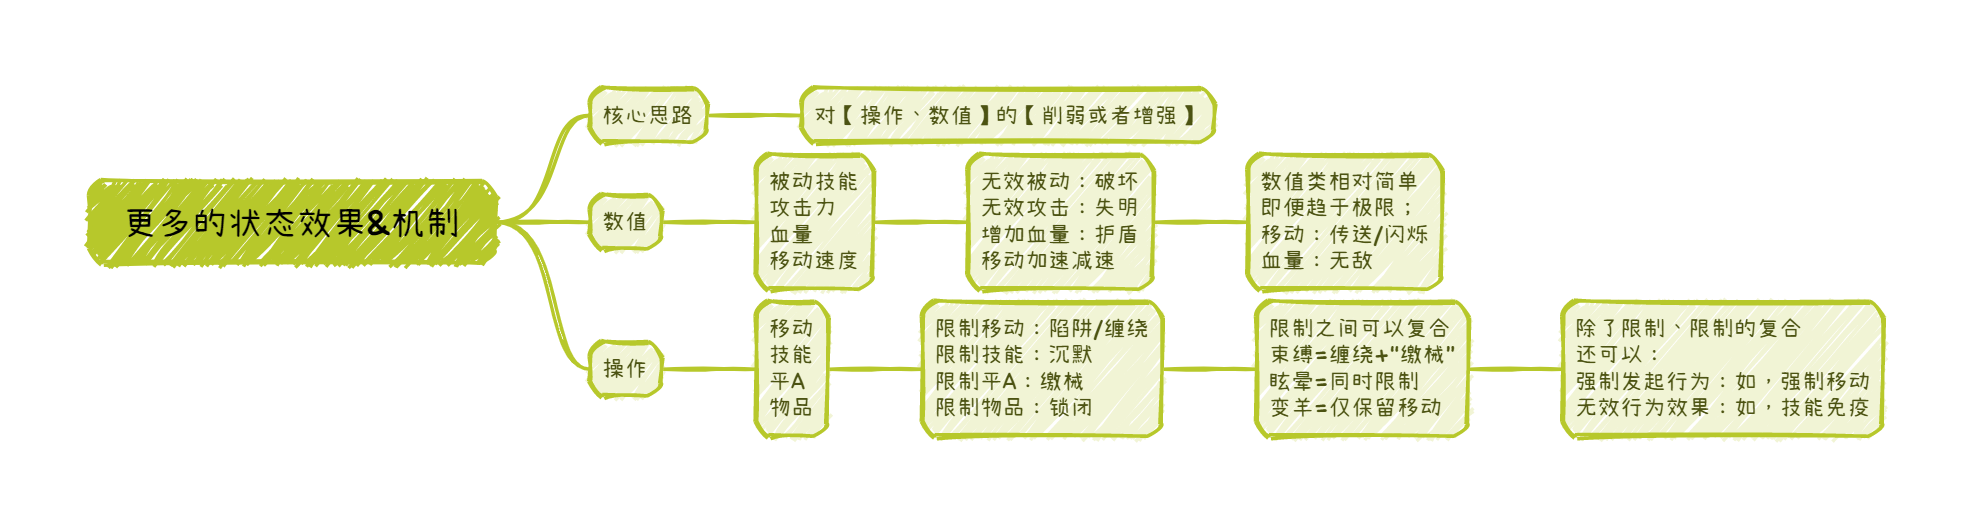 更多的状态效果&机制
核心思路
对【操作、数值】的【削弱或者增强】
数值
被动技能
攻击力
血量
移动速度
无效被动：破坏
无效攻击：失明
增加血量：护盾
移动加速减速
数值类相对简单
即便趋于极限；
移动：传送/闪烁
血量：无敌
操作
移动
技能
平A
物品
限制移动：陷阱/缠绕
限制技能：沉默
限制平A：缴械
限制物品：锁闭
限制之间可以复合
束缚=缠绕+"缴械"
眩晕=同时限制
变羊=仅保留移动
除了限制、限制的复合
还可以：
强制发起行为：如，强制移动
无效行为效果：如，技能免疫